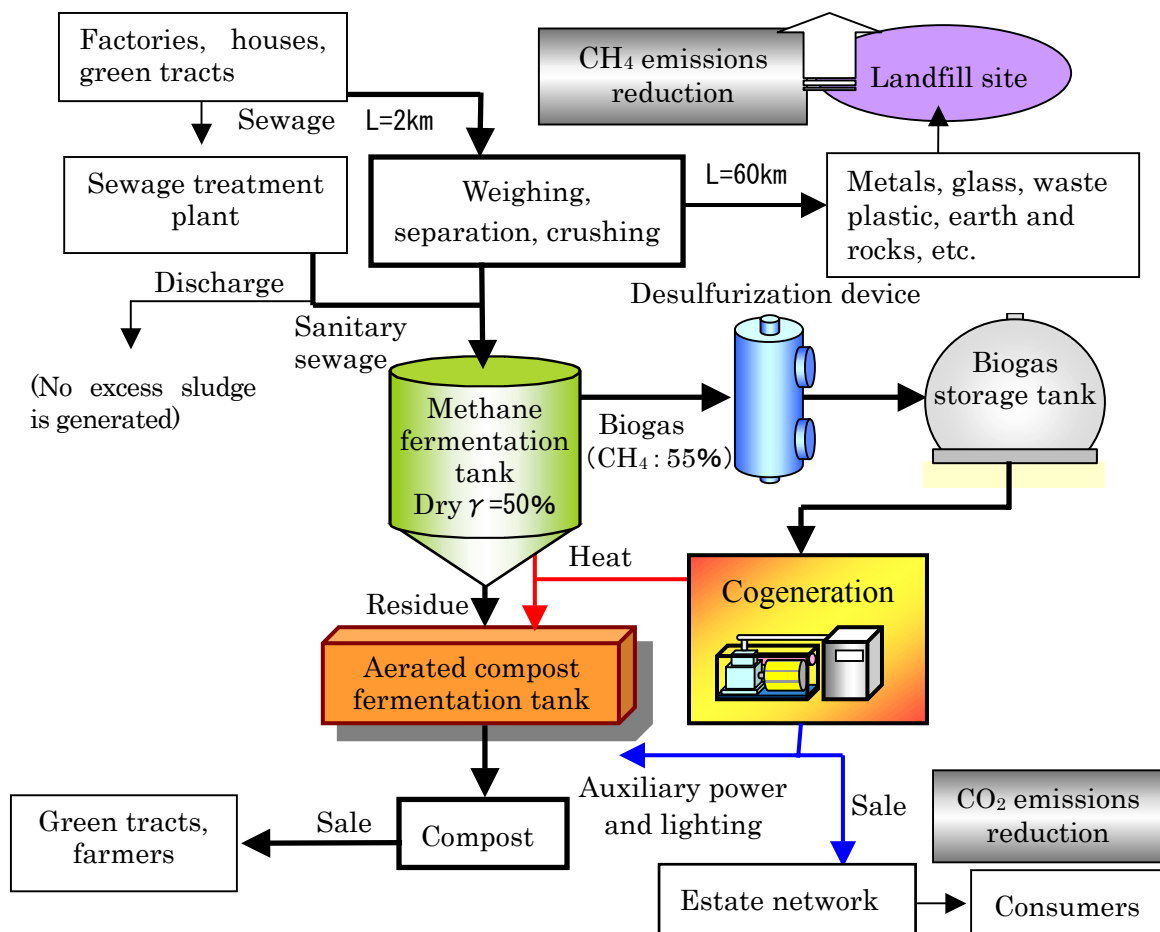 Factories, houses,
green tracts
CH4 emissions
reduction
Landfill site
Sewage
L=2km
Sewage treatment
plant
Weighing,
separation, crushing
L=60km
Metals, glass, waste
plastic, earth and
rocks, etc.
Discharge
Sanitary
sewage
Desulfurization device
(No excess sludge
is generated)
Methane
fermentation
tank
Dry γ=50%
Biogas
(CH4 : 55%)
Biogas
storage tank
Heat
Residue
Cogeneration
Aerated compost
fermentation tank
Auxiliary power
and lighting
Sale
CO2 emissions
reduction
Green tracts,
farmers
Sale
Compost
Estate network
Consumers